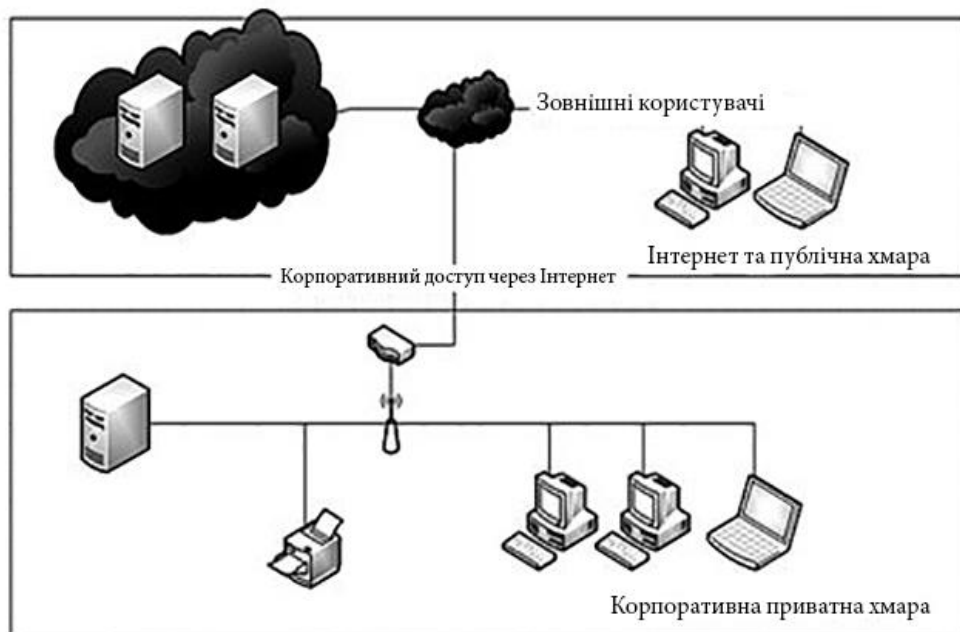 Зовнішні користувачі
Інтернет та публічна хмара
Корпоративний доступ через Інтернет
Корпоративна приватна хмара